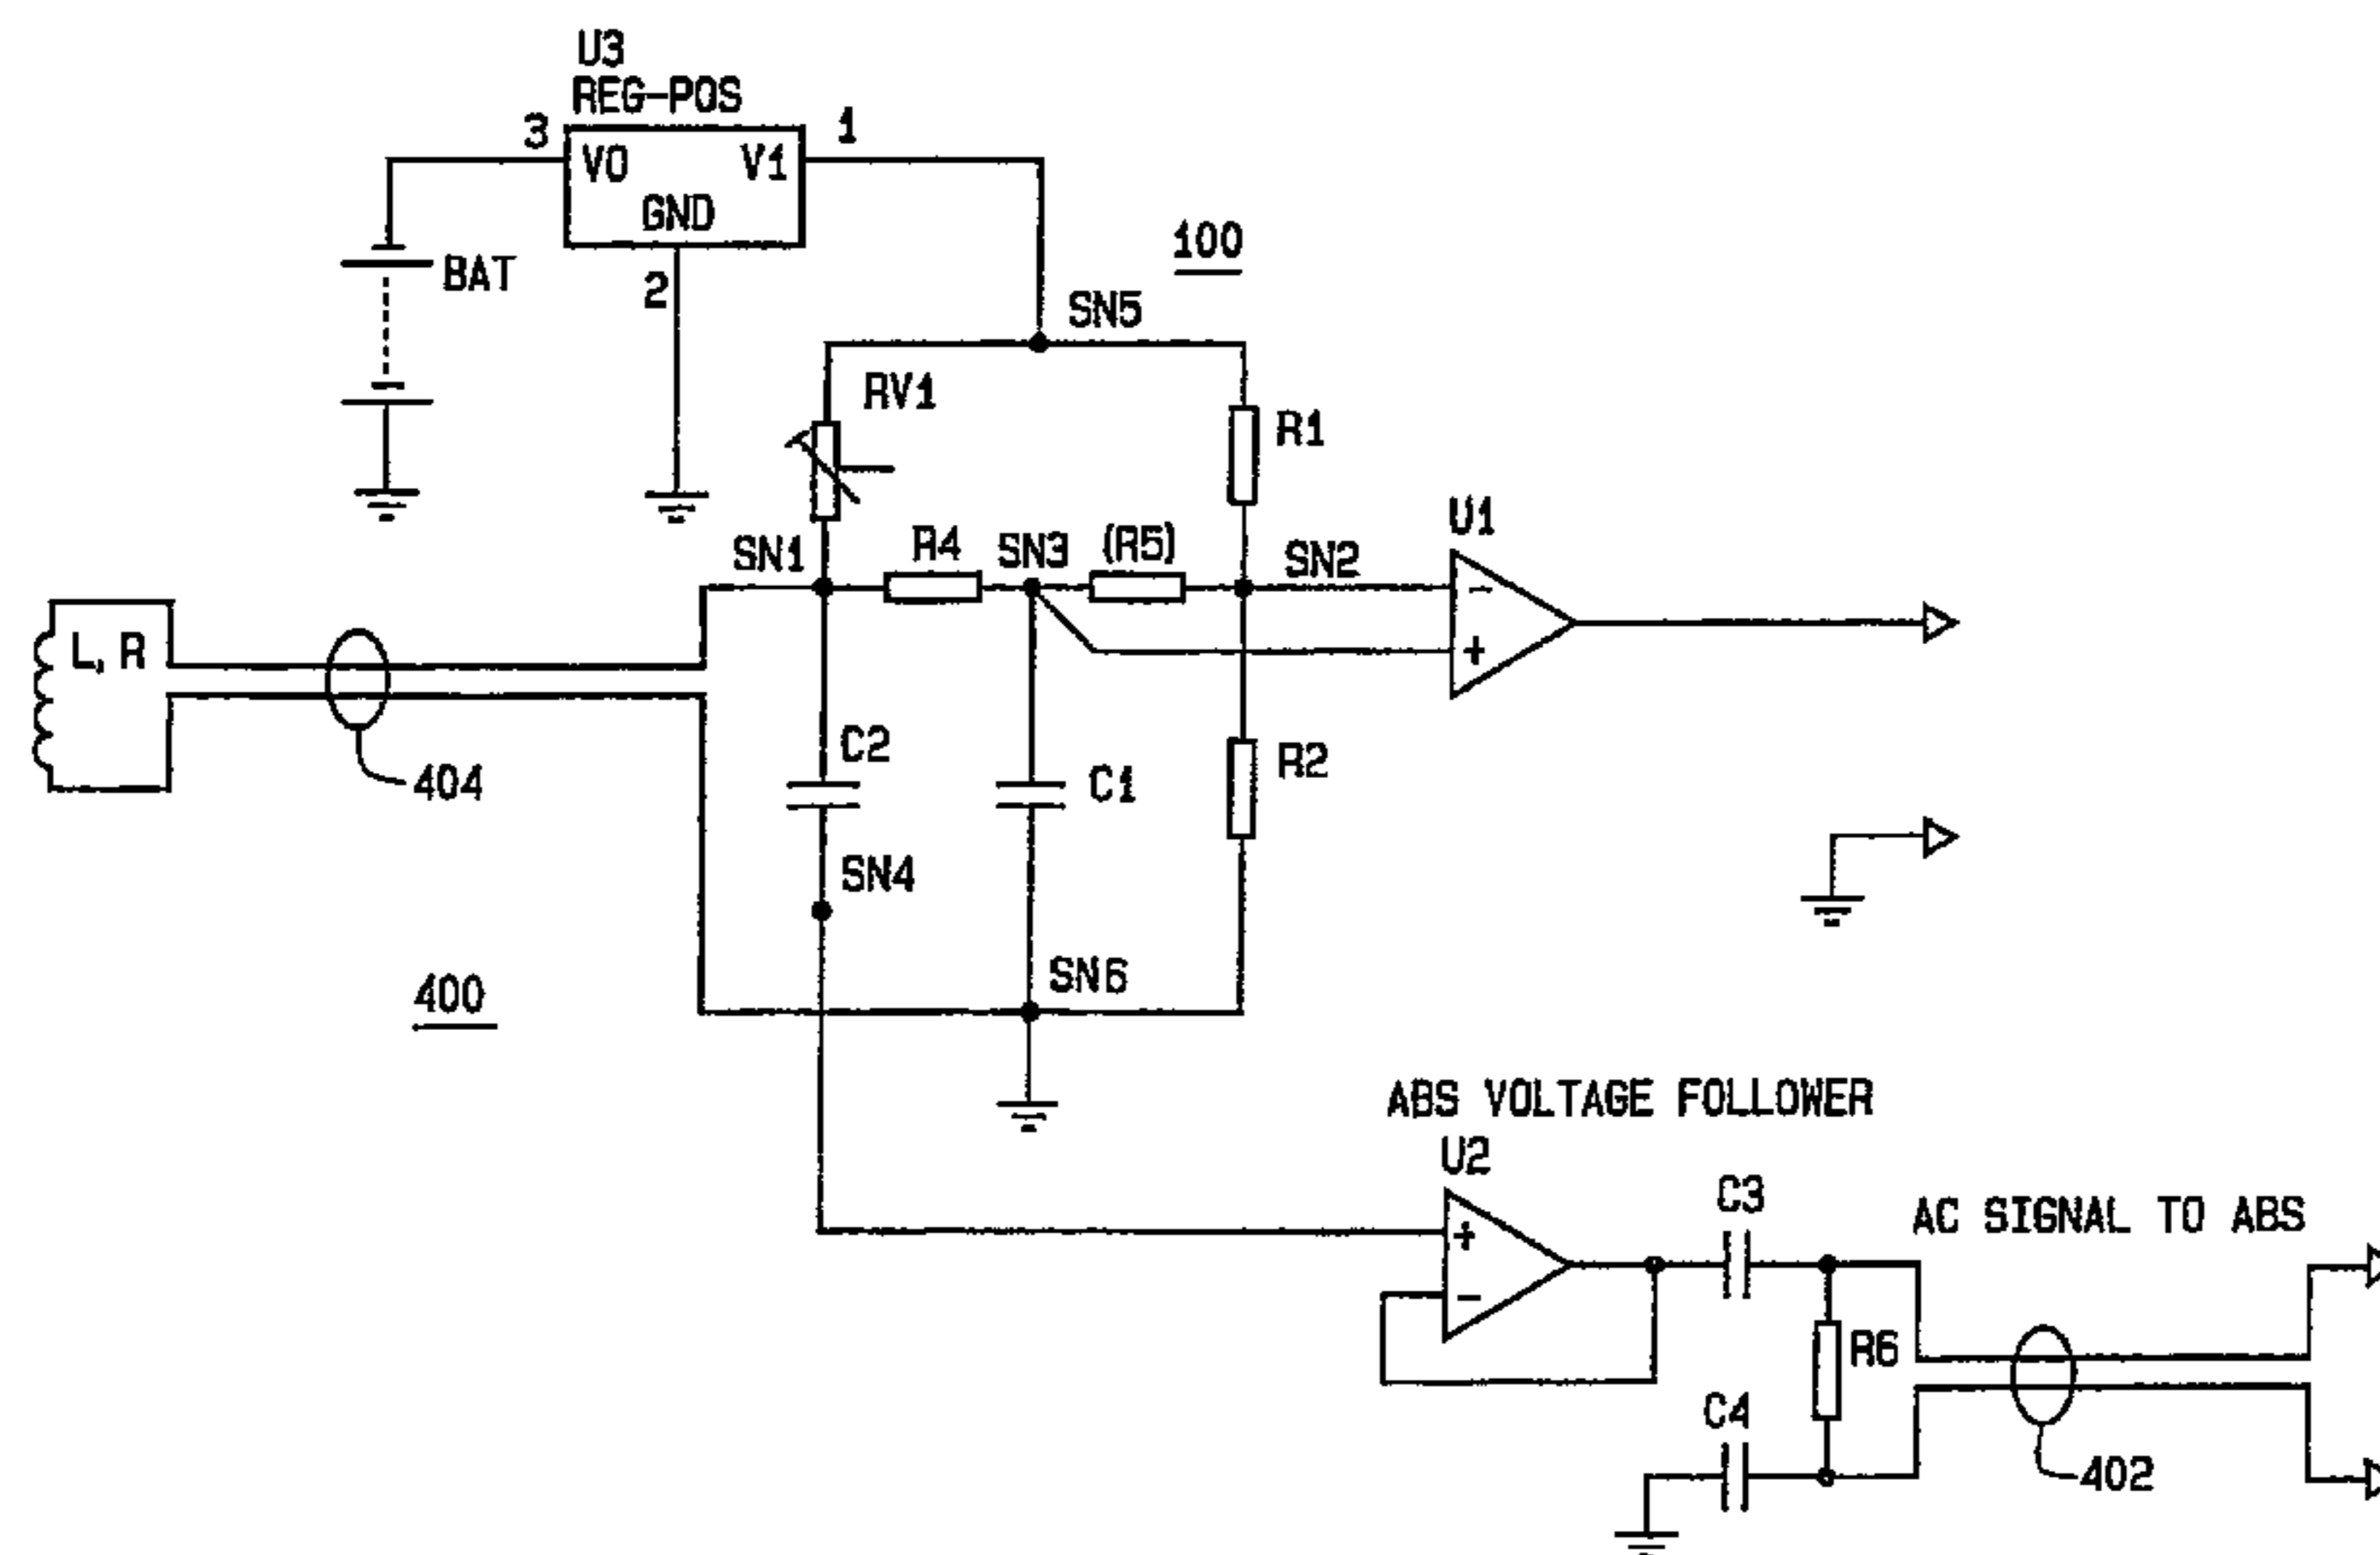 U3
REG-POS
3
VO
V1
1
GND
2
BAT
100
SN5
RV1
R1
SN1
R4
SN3
(R5)
SN2
U1
-
+
L, R
404
C2
C1
R2
SN4
SN6
400
ABS VOLTAGE FOLLOWER
U2
C3
AC SIGNAL TO ABS
+
-
R6
C4
402